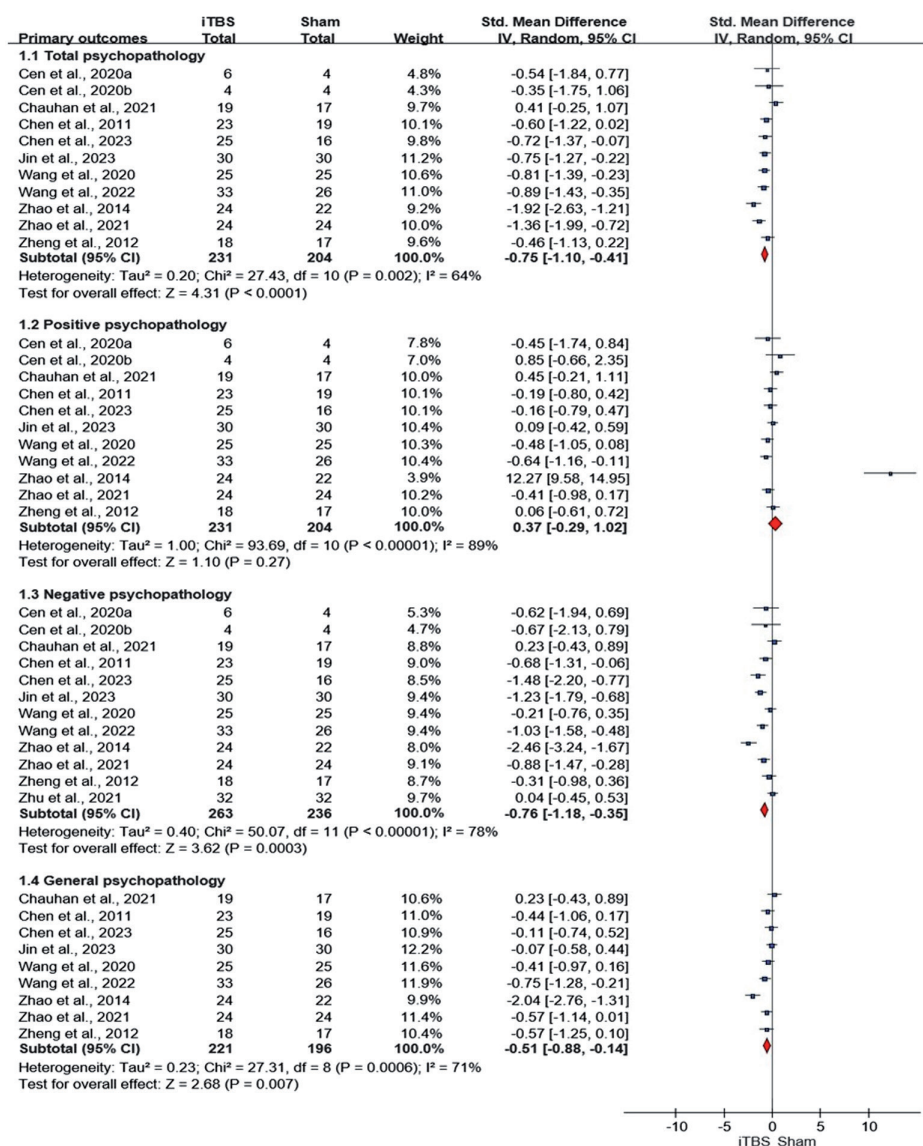 iTBS Sham Std. Mean Difference Std. Mean Difference
Primary outcomes Total Total Weight IV, Random, 95% CI IV, Random, 95% CI
1.1 Total psychopathology
Cen et al., 2020a 6 4 4.8% -0.54 [-1.84, 0.77]
Cen et al., 2020b 4 4 4.3% -0.35 [-1.75, 1.06]
Chauhan et al., 2021 19 17 9.7% 0.41 [-0.25, 1.07]
Chen et al., 2011 23 19 10.1% -0.60 [-1.22, 0.02]
Chen et al., 2023 25 16 9.8% -0.72 [-1.37, -0.07]
Jin et al., 2023 30 30 11.2% -0.75 [-1.27, -0.22]
Wang et al., 2020 25 25 10.6% -0.81 [-1.39, -0.23]
Wang et al., 2022 33 26 11.0% -0.89 [-1.43, -0.35]
Zhao et al., 2014 24 22 9.2% -1.92 [-2.63, -1.21]
Zhao et al., 2021 24 24 10.0% -1.36 [-1.99, -0.72]
Zheng et al., 2012 18 17 9.6% -0.46 [-1.13, 0.22]
Subtotal (95% CI) 231 204 100.0% -0.75 [-1.10, -0.41]
Heterogeneity: Tau² = 0.20; Chi² = 27.43, df = 10 (P = 0.002); I² = 64%
Test for overall effect: Z = 4.31 (P < 0.0001)
1.2 Positive psychopathology
Cen et al., 2020a 6 4 7.8% -0.45 [-1.74, 0.84]
Cen et al., 2020b 4 4 7.0% 0.85 [-0.66, 2.35]
Chauhan et al., 2021 19 17 10.0% 0.45 [-0.21, 1.11]
Chen et al., 2011 23 19 10.1% -0.19 [-0.80, 0.42]
Chen et al., 2023 25 16 10.1% -0.16 [-0.79, 0.47]
Jin et al., 2023 30 30 10.4% 0.09 [-0.42, 0.59]
Wang et al., 2020 25 25 10.3% -0.48 [-1.05, 0.08]
Wang et al., 2022 33 26 10.4% -0.64 [-1.16, -0.11]
Zhao et al., 2014 24 22 3.9% 12.27 [9.58, 14.95]
Zhao et al., 2021 24 24 10.2% -0.41 [-0.98, 0.17]
Zheng et al., 2012 18 17 10.0% 0.06 [-0.61, 0.72]
Subtotal (95% CI) 231 204 100.0% 0.37 [-0.29, 1.02]
Heterogeneity: Tau² = 1.00; Chi² = 93.69, df = 10 (P < 0.00001); I² = 89%
Test for overall effect: Z = 1.10 (P = 0.27)
1.3 Negative psychopathology
Cen et al., 2020a 6 4 5.3% -0.62 [-1.94, 0.69]
Cen et al., 2020b 4 4 4.7% -0.67 [-2.13, 0.79]
Chauhan et al., 2021 19 17 8.8% 0.23 [-0.43, 0.89]
Chen et al., 2011 23 19 9.0% -0.68 [-1.31, -0.06]
Chen et al., 2023 25 16 8.5% -1.48 [-2.20, -0.77]
Jin et al., 2023 30 30 9.4% -1.23 [-1.79, -0.68]
Wang et al., 2020 25 25 9.4% -0.21 [-0.76, 0.35]
Wang et al., 2022 33 26 9.4% -1.03 [-1.58, -0.48]
Zhao et al., 2014 24 22 8.0% -2.46 [-3.24, -1.67]
Zhao et al., 2021 24 24 9.1% -0.88 [-1.47, -0.28]
Zheng et al., 2012 18 17 8.7% -0.31 [-0.98, 0.36]
Zhu et al., 2021 32 32 9.7% 0.04 [-0.45, 0.53]
Subtotal (95% CI) 263 236 100.0% -0.76 [-1.18, -0.35]
Heterogeneity: Tau² = 0.40; Chi² = 50.07, df = 11 (P < 0.00001); I² = 78%
Test for overall effect: Z = 3.62 (P = 0.0003)
1.4 General psychopathology
Chauhan et al., 2021 19 17 10.6% 0.23 [-0.43, 0.89]
Chen et al., 2011 23 19 11.0% -0.44 [-1.06, 0.17]
Chen et al., 2023 25 16 10.9% -0.11 [-0.74, 0.52]
Jin et al., 2023 30 30 12.2% -0.07 [-0.58, 0.44]
Wang et al., 2020 25 25 11.6% -0.41 [-0.97, 0.16]
Wang et al., 2022 33 26 11.9% -0.75 [-1.28, -0.21]
Zhao et al., 2014 24 22 9.9% -2.04 [-2.76, -1.31]
Zhao et al., 2021 24 24 11.4% -0.57 [-1.14, 0.01]
Zheng et al., 2012 18 17 10.4% -0.57 [-1.25, 0.10]
Subtotal (95% CI) 221 196 100.0% -0.51 [-0.88, -0.14]
Heterogeneity: Tau² = 0.23; Chi² = 27.31, df = 8 (P = 0.0006); I² = 71%
Test for overall effect: Z = 2.68 (P = 0.007)
-10 -5 0 5 10
iTBS Sham